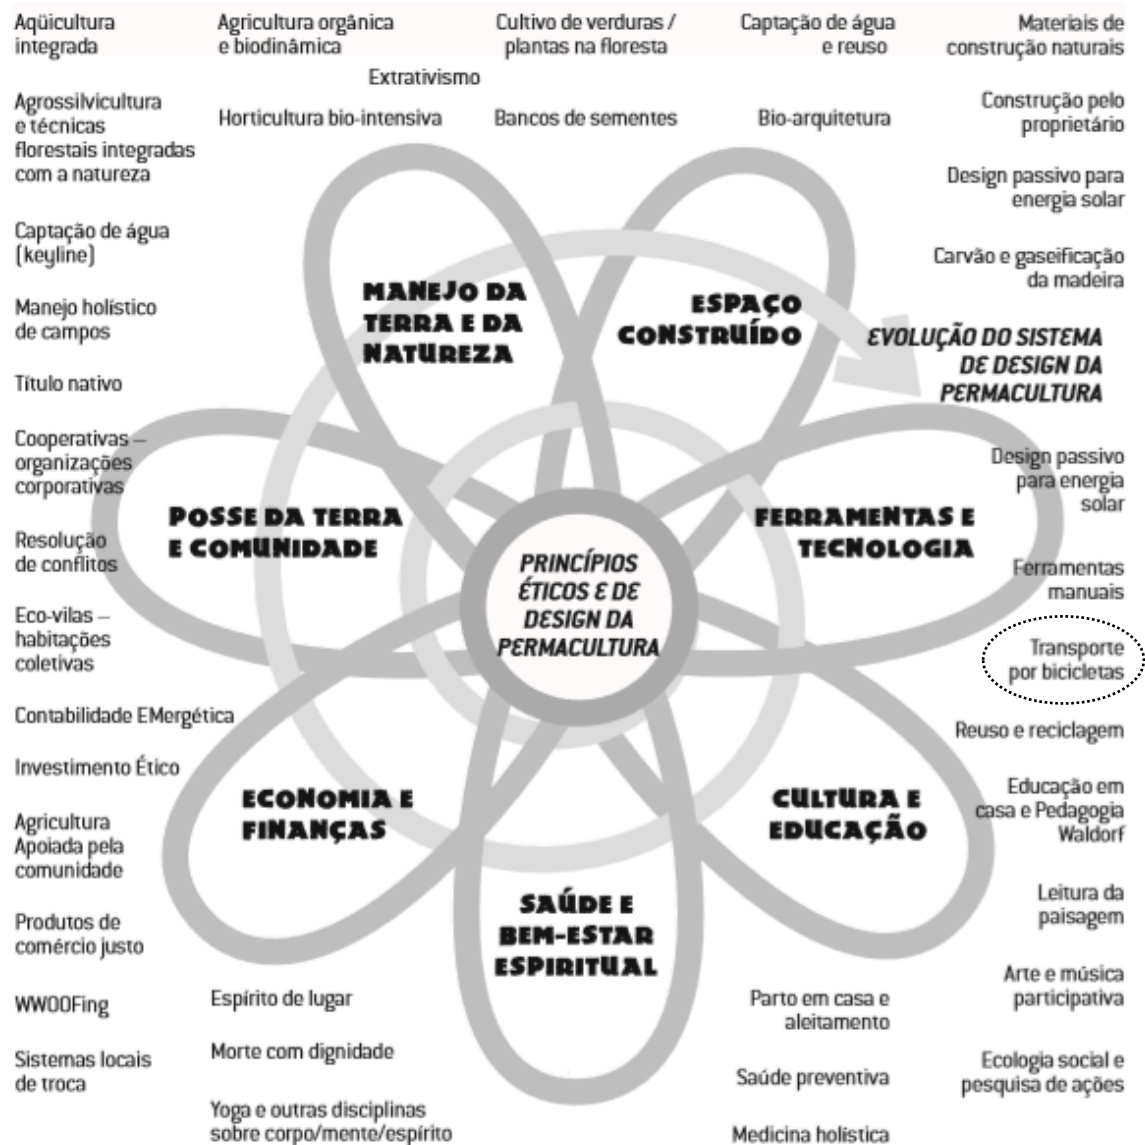 Aqüicultura
integrada
Agricultura orgânica
e biodinâmica
Cultivo de verduras /
plantas na floresta
Captação de água
e reuso
Materiais de
construção naturais
Extrativismo
Agrossilvicultura
e técnicas
florestais integradas
com a natureza
Horticultura bio-intensiva
Bancos de sementes
Bio-arquitetura
Construção pelo
proprietário
Design passivo para
energia solar
Captação de água
(keyline)
Carvão e gaseificação
da madeira
Manejo holístico
de campos
MANEJO DA
TERRA E DA
NATUREZA
ESPAÇO
CONSTRUÍDO
EVOLUÇÃO DO SISTEMA
DE DESIGN DA
PERMACULTURA
Título nativo
Cooperativas –
organizações
corporativas
Design passivo
para energia
solar
POSSE DA TERRA
E COMUNIDADE
FERRAMENTAS E
TECNOLOGIA
Resolução
de conflitos
PRINCÍPIOS
ÉTICOS E DE
DESIGN DA
PERMACULTURA
Ferramentas
manuais
Eco-vilas –
habitações
coletivas
Transporte
por bicicletas
Contabilidade EMergética
Reuso e reciclagem
Investimento Ético
ECONOMIA E
FINANÇAS
CULTURA E
EDUCAÇÃO
Educação em
casa e Pedagogia
Waldorf
Agricultura
Apoiada pela
comunidade
SAÚDE E
BEM-ESTAR
ESPIRITUAL
Leitura da
paisagem
Produtos de
comércio justo
Arte e música
participativa
WWOOFing
Espírito de lugar
Parto em casa e
aleitamento
Sistemas locais
de troca
Morte com dignidade
Saúde preventiva
Ecologia social e
pesquisa de ações
Yoga e outras disciplinas
sobre corpo/mente/espírito
Medicina holística